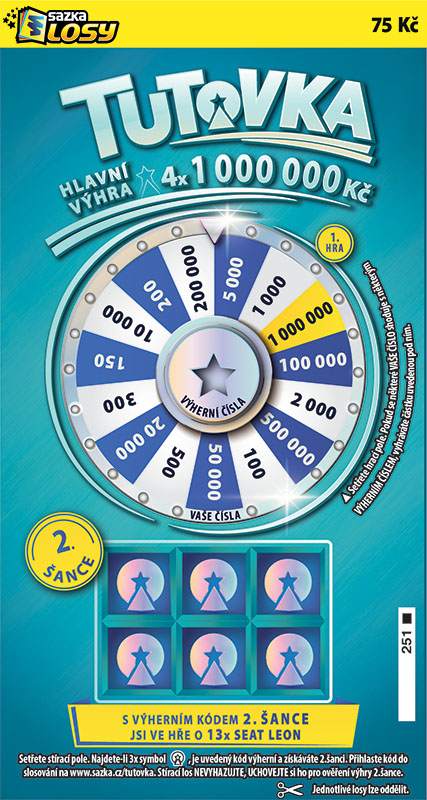 sazka
LOSY
75 Kč
TUTOVKA
HLAVNÍ
VÝHRA
4x 1 000 000 Kč
1.
HRA
200 000
5 000
1 000
1 000 000
100 000
2 000
500 000
100
50 000
500
20 000
300
150
10 000
200
VÝHERNÍ ČÍSLA
VAŠE ČÍSLA
▲ Setřete hrací pole. Pokud se některé VAŠE ČÍSLO shoduje s některým
VÝHERNÍM ČÍSLEM, vyhráváte částku uvedenou pod ním.
2.
ŠANCE
251
S VÝHERNÍM KÓDEM 2. ŠANCE
JSI VE HŘE O 13x SEAT LEON
Setřete stírací pole. Najdete-li 3x symbol , je uvedený kód výherní a získáváte 2.šanci. Přihlaste kód do
slosování na www.sazka.cz/tutovka. Stírací los NEVYHAZUJTE, UCHOVEJTE si ho pro ověření výhry 2.šance.
Jednotlivé losy lze oddělit.